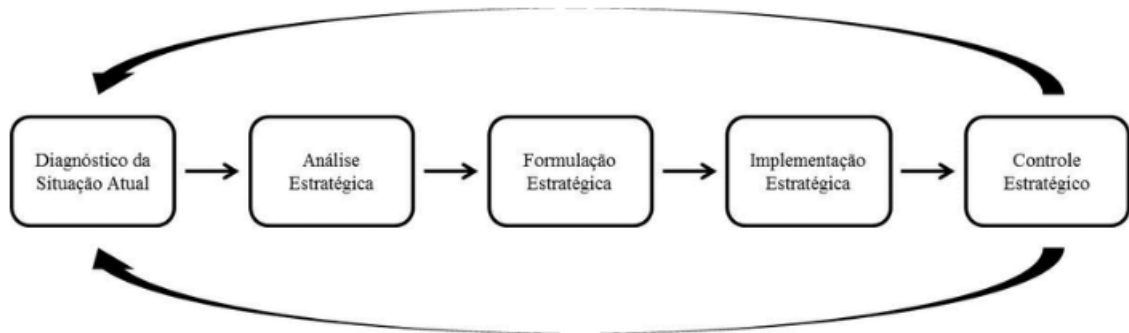 Diagnóstico da
Situação Atual
Análise
Estratégica
Formulação
Estratégica
Implementação
Estratégica
Controle
Estratégico